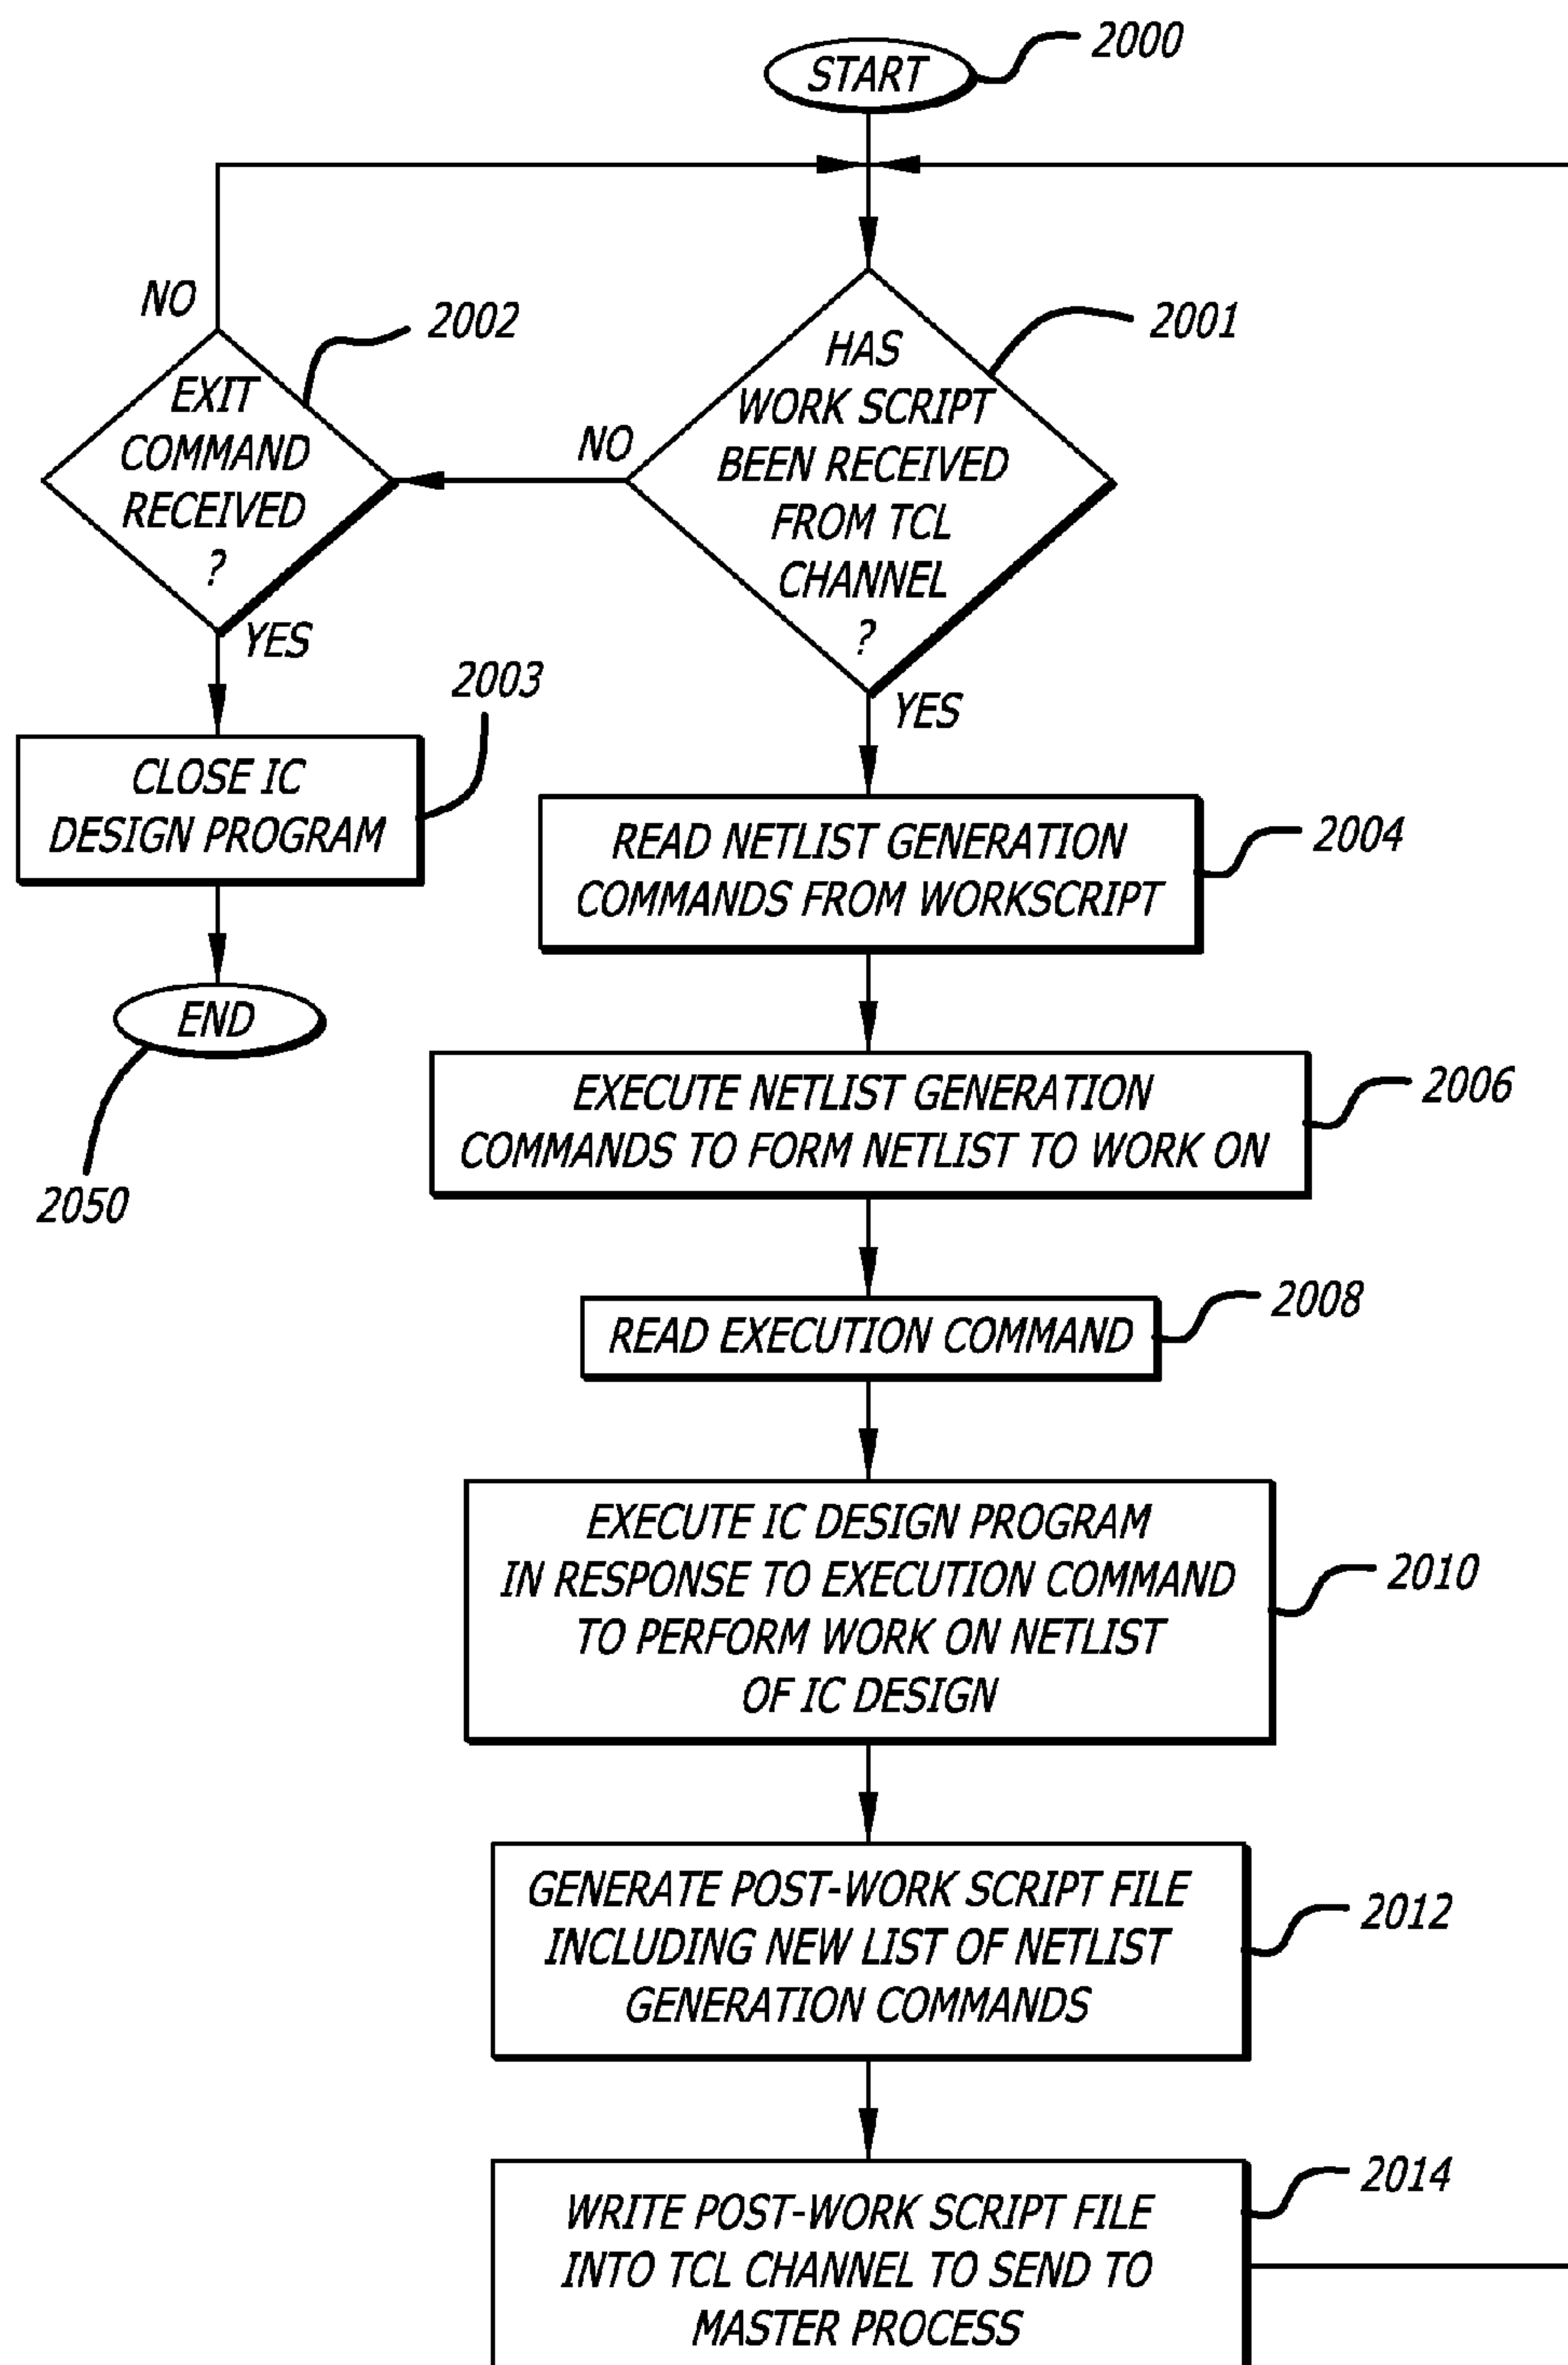 START
2000
NO
2002
EXIT
COMMAND
RECEIVED
?
YES
2001
HAS
WORK SCRIPT
BEEN RECEIVED
FROM TCL
CHANNEL
?
NO
YES
2003
CLOSE IC
DESIGN PROGRAM
END
2050
READ NETLIST GENERATION
COMMANDS FROM WORKSCRIPT
2004
EXECUTE NETLIST GENERATION
COMMANDS TO FORM NETLIST TO WORK ON
2006
READ EXECUTION COMMAND
2008
EXECUTE IC DESIGN PROGRAM
IN RESPONSE TO EXECUTION COMMAND
TO PERFORM WORK ON NETLIST
OF IC DESIGN
2010
GENERATE POST-WORK SCRIPT FILE
INCLUDING NEW LIST OF NETLIST
GENERATION COMMANDS
2012
WRITE POST-WORK SCRIPT FILE
INTO TCL CHANNEL TO SEND TO
MASTER PROCESS
2014